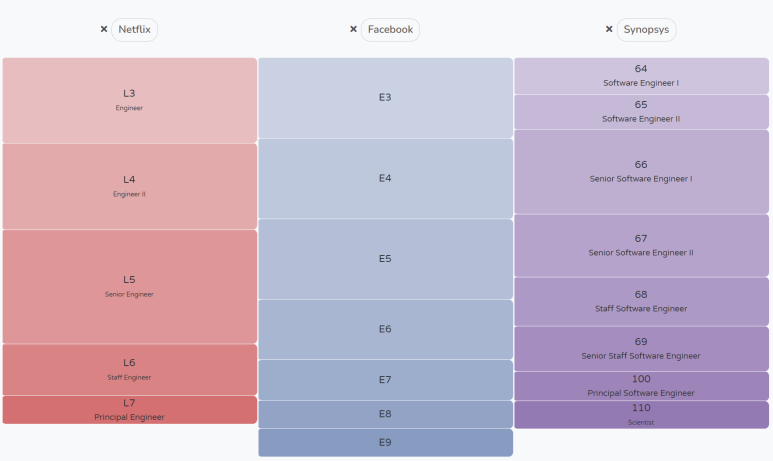 × Netflix
× Facebook
× Synopsys
L3
Engineer
L4
Engineer II
L5
Senior Engineer
L6
Staff Engineer
L7
Principal Engineer
E3
E4
E5
E6
E7
E8
E9
64
Software Engineer I
65
Software Engineer II
66
Senior Software Engineer I
67
Senior Software Engineer II
68
Staff Software Engineer
69
Senior Staff Software Engineer
100
Principal Software Engineer
110
Scientist